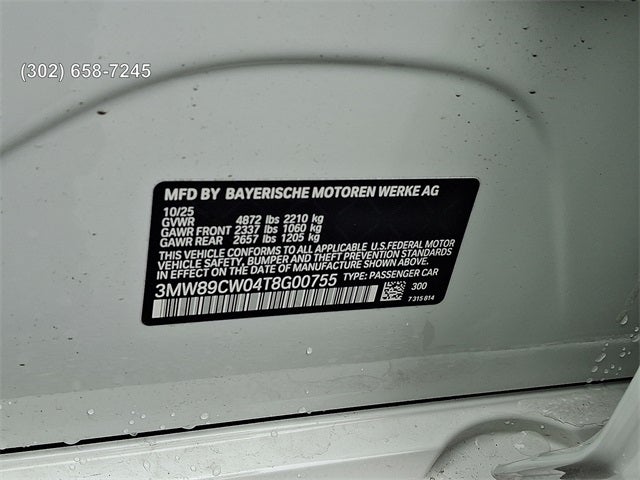 (302) 658-7245
MFD BY BAYERISCHE MOTOREN WERKE AG
10/25
GVWR 4872 lbs 2210 kg
GAWR FRONT 2337 lbs 1060 kg
GAWR REAR 2657 lbs 1205 kg
THIS VEHICLE CONFORMS TO ALL APPLICABLE U.S.FEDERAL MOTOR
VEHICLE SAFETY, BUMPER AND THEFT PREVENTION STANDARDS
IN EFFECT ON THE DATE OF MANUFACTURE SHOWN ABOVE.
3MW89CW04T8G00755 TYPE: PASSENGER CAR
300
7 315 814